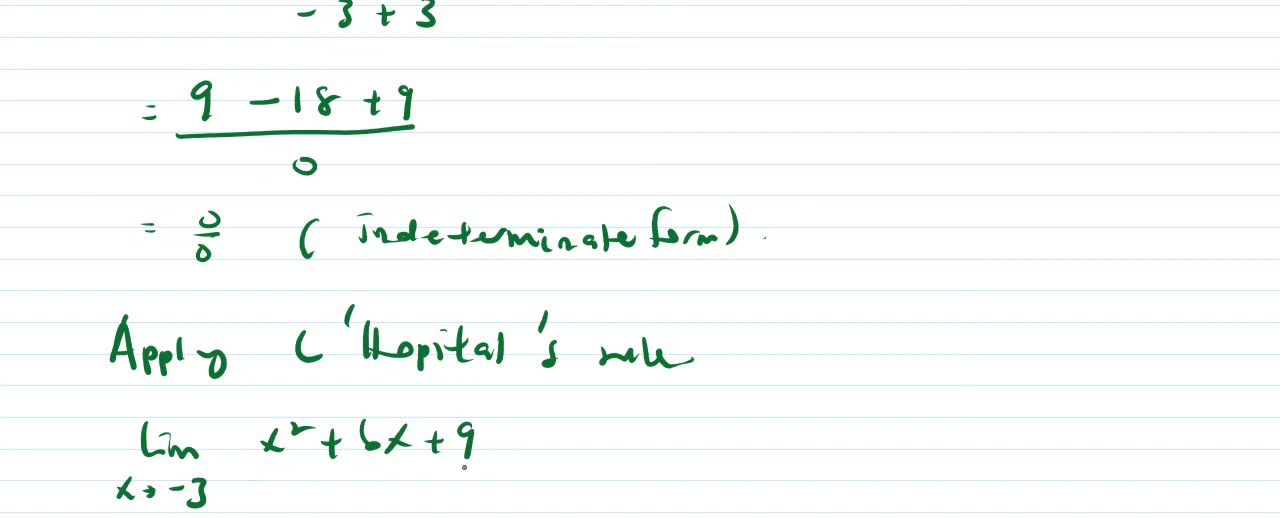 - 3 + 3
= 9 - 18 + 9
0
= 0/0 (Indeterminate form).
Apply L'Hopital's rule
Lim x² + 6x + 9
x → -3